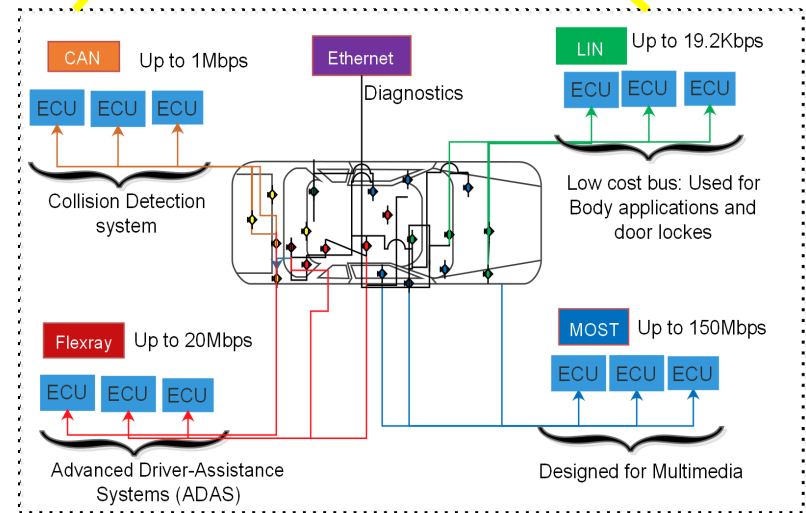 CAN
Up to 1Mbps
ECU
ECU
ECU
Collision Detection
system
Ethernet
Diagnostics
LIN
Up to 19.2Kbps
ECU
ECU
ECU
Low cost bus: Used for
Body applications and
door lockes
Flexray
Up to 20Mbps
ECU
ECU
ECU
Advanced Driver-Assistance
Systems (ADAS)
MOST
Up to 150Mbps
ECU
ECU
ECU
Designed for Multimedia